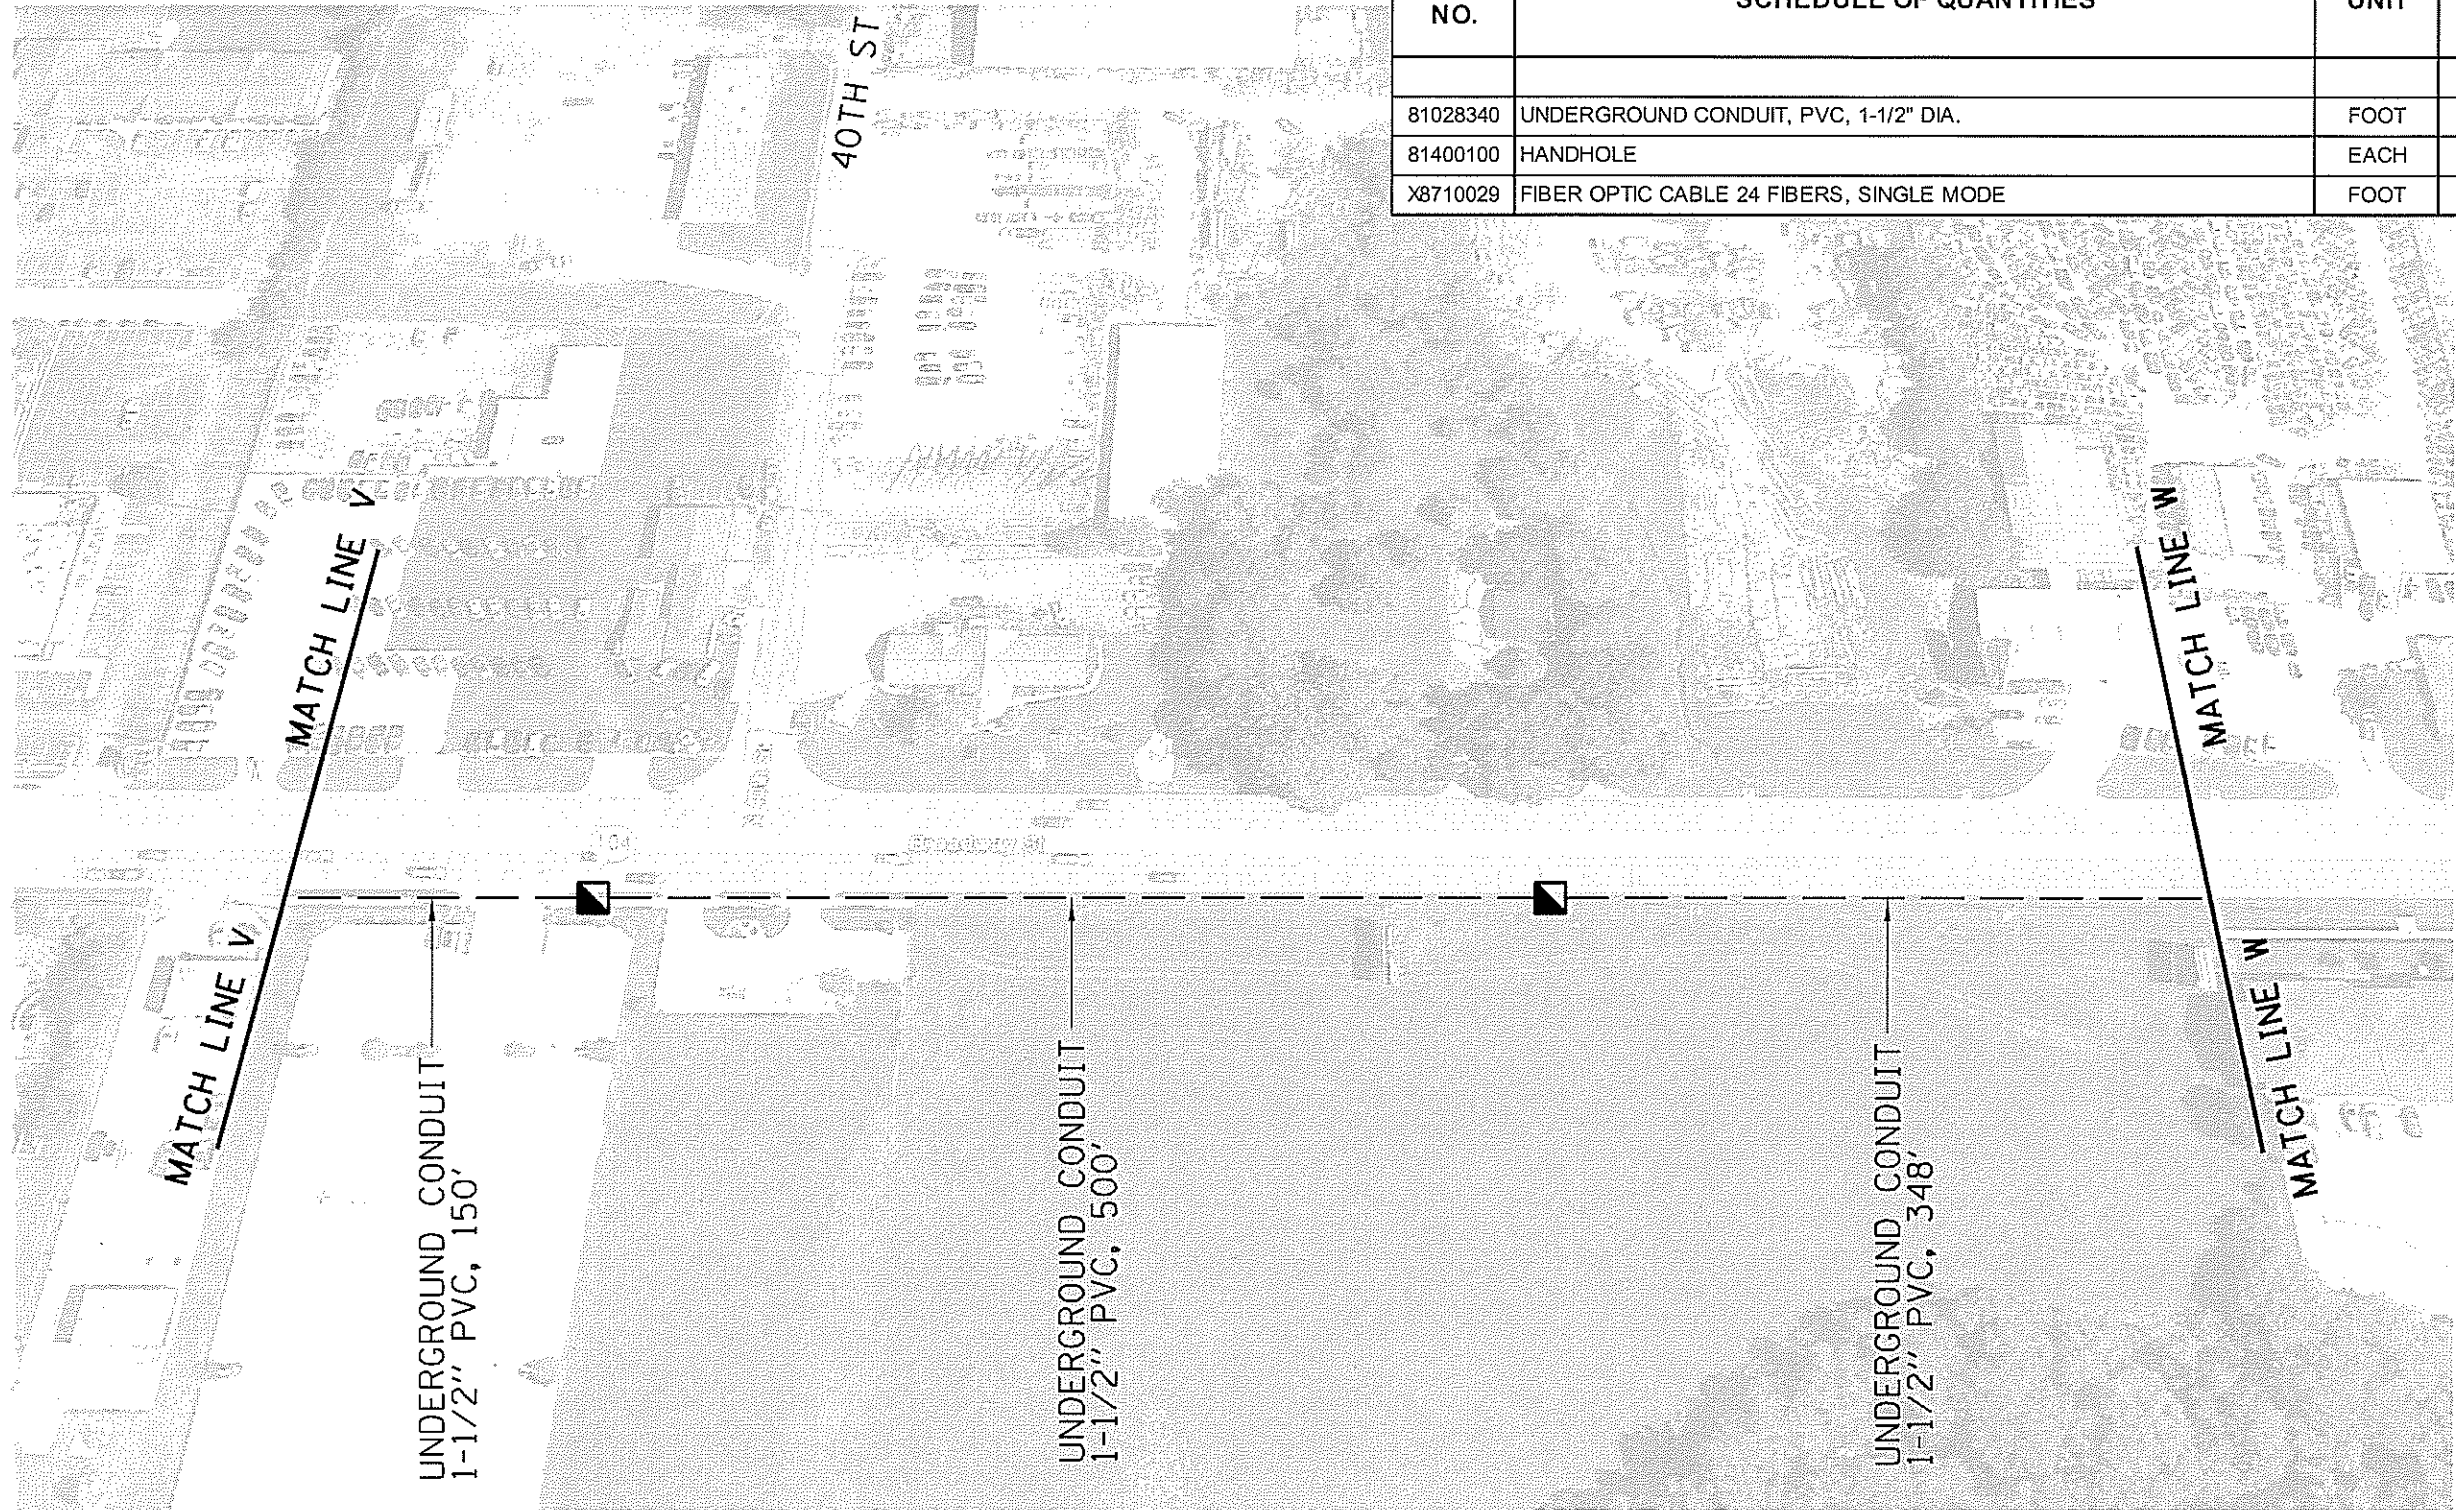 NO.
SCHEDULE OF QUANTITIES
UNIT
81028340 UNDERGROUND CONDUIT, PVC, 1-1/2" DIA. FOOT
81400100 HANDHOLE EACH
X8710029 FIBER OPTIC CABLE 24 FIBERS, SINGLE MODE FOOT
40TH ST
MATCH LINE V
MATCH LINE W
104
Broadway St
MATCH LINE V
MATCH LINE W
UNDERGROUND CONDUIT
1-1/2" PVC, 150'
UNDERGROUND CONDUIT
1-1/2" PVC, 500'
UNDERGROUND CONDUIT
1-1/2" PVC, 348'